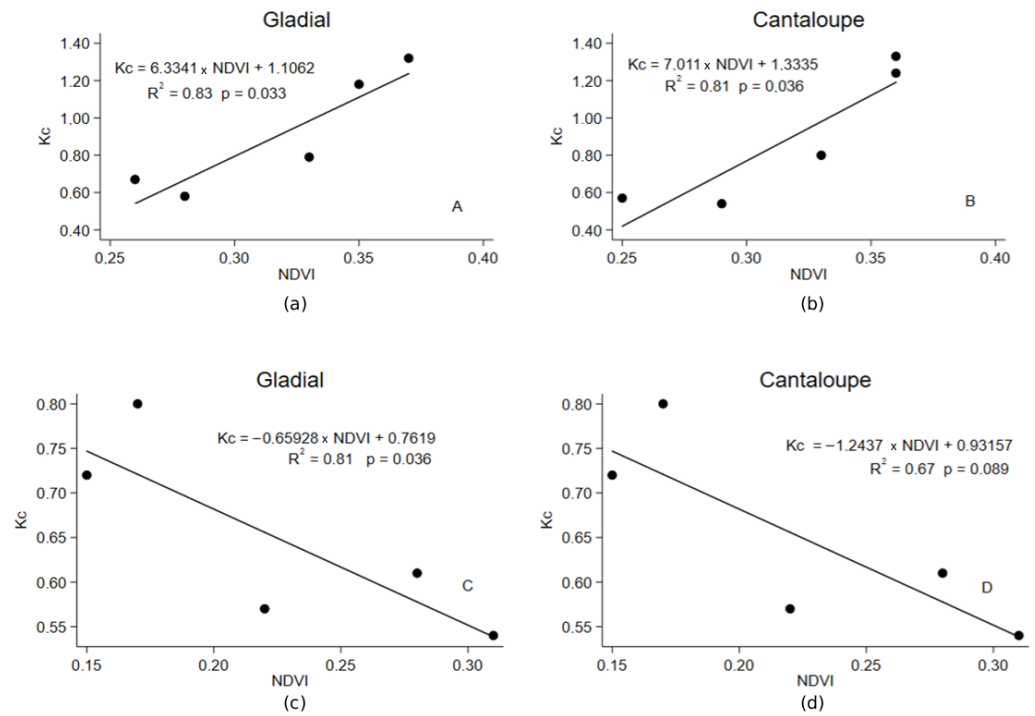 Gladial
Kc = 6.3341 x NDVI + 1.1062
R2 = 0.83 p = 0.033
1.40
1.20
1.00
0.80
0.60
0.40
Kc
A
0.25 0.30 0.35 0.40
NDVI
(a)
Cantaloupe
Kc = 7.011 x NDVI + 1.3335
R2 = 0.81 p = 0.036
1.40
1.20
1.00
0.80
0.60
0.40
Kc
B
0.25 0.30 0.35 0.40
NDVI
(b)
Gladial
Kc = −0.65928 x NDVI + 0.7619
R2 = 0.81 p = 0.036
0.80
0.75
0.70
0.65
0.60
0.55
Kc
C
0.15 0.20 0.25 0.30
NDVI
(c)
Cantaloupe
Kc = −1.2437 x NDVI + 0.93157
R2 = 0.67 p = 0.089
0.80
0.75
0.70
0.65
0.60
0.55
Kc
D
0.15 0.20 0.25 0.30
NDVI
(d)